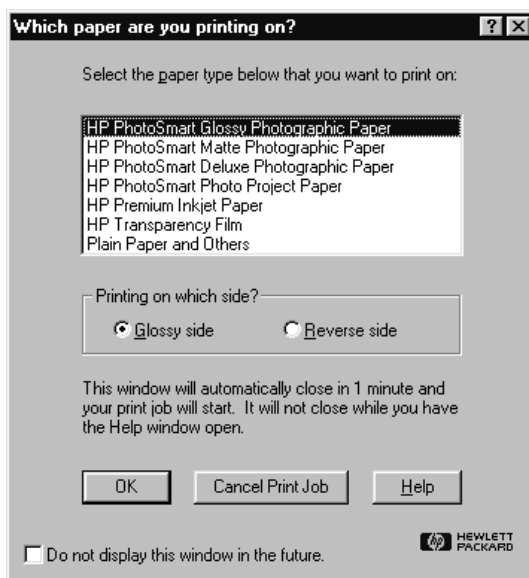 Which paper are you printing on?
Select the paper type below that you want to print on:
HP PhotoSmart Glossy Photographic Paper
HP PhotoSmart Matte Photographic Paper
HP PhotoSmart Deluxe Photographic Paper
HP PhotoSmart Photo Project Paper
HP Premium Inkjet Paper
HP Transparency Film
Plain Paper and Others
Printing on which side?
Glossy side
Reverse side
This window will automatically close in 1 minute and
your print job will start. It will not close while you have
the Help window open.
OK
Cancel Print Job
Help
Do not display this window in the future.
hp HEWLETT
PACKARD